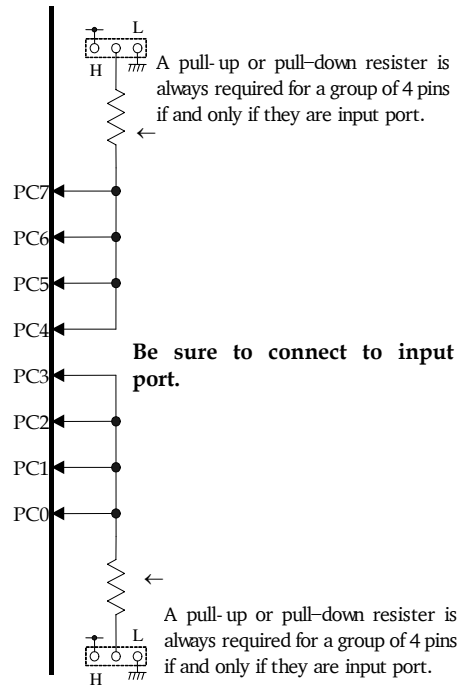 L
H
A pull-up or pull-down resister is
always required for a group of 4 pins
if and only if they are input port.
←
PC7
PC6
PC5
PC4
Be sure to connect to input
port.
PC3
PC2
PC1
PC0
←
A pull-up or pull-down resister is
always required for a group of 4 pins
if and only if they are input port.
L
H